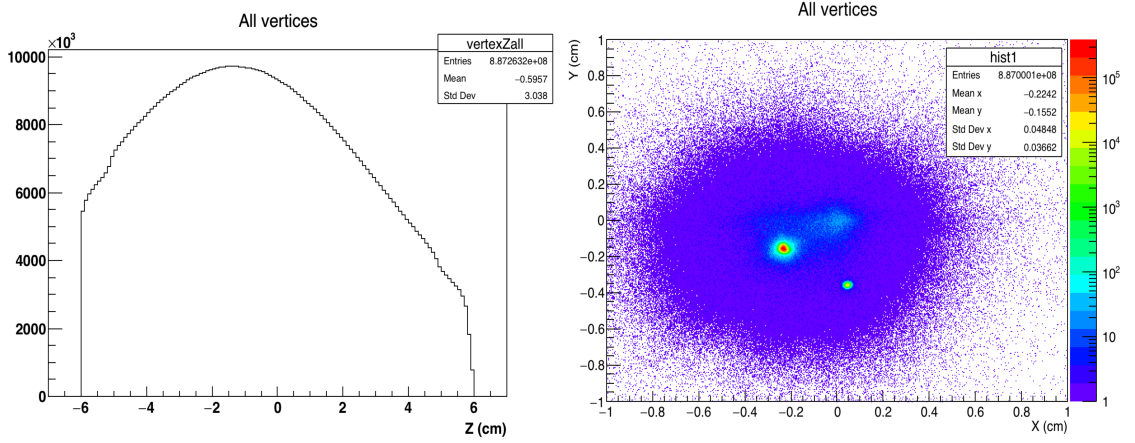 All vertices
×10³
vertexZall
Entries 8.872632e+08
Mean −0.5957
Std Dev 3.038
10000
8000
6000
4000
2000
0
−6 −4 −2 0 2 4 6
Z (cm)
All vertices
Y (cm)
hist1
Entries 8.870001e+08
Mean x −0.2242
Mean y −0.1552
Std Dev x 0.04848
Std Dev y 0.03662
1
0.8
0.6
0.4
0.2
0
−0.2
−0.4
−0.6
−0.8
−1
−1 −0.8 −0.6 −0.4 −0.2 0 0.2 0.4 0.6 0.8 1
X (cm)
10⁵
10⁴
10³
10²
10
1